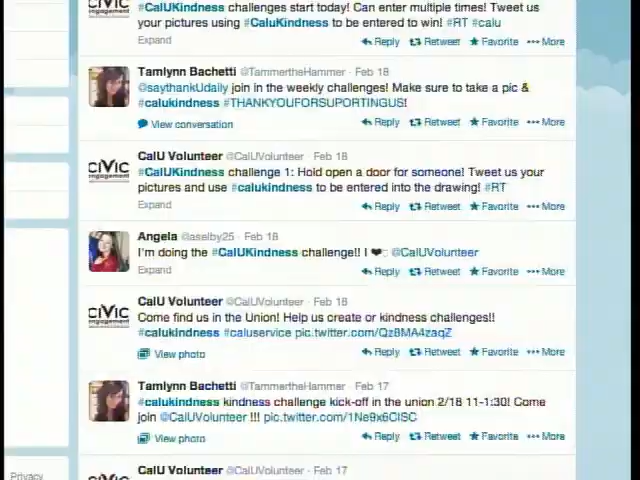 CIVIC
engagement
#CalUKindness challenges start today! Can enter multiple times! Tweet us
your pictures using #CaluKindness to be entered to win! #RT #calu
Expand
Reply Retweet Favorite More
Tamlynn Bachetti @TammertheHammer · Feb 18
@saythankUdaily join in the weekly challenges! Make sure to take a pic &
#calukindness #THANKYOUFORSUPORTINGUS!
View conversation
Reply Retweet Favorite More
CIVIC
engagement
CalU Volunteer @CalUVolunteer · Feb 18
#CalUKindness challenge 1: Hold open a door for someone! Tweet us your
pictures and use #calukindness to be entered into the drawing! #RT
Expand
Reply Retweet Favorite More
Angela @aselby25 · Feb 18
I'm doing the #CalUKindness challenge!! I ❤ @CalUVolunteer
Expand
Reply Retweet Favorite More
CIVIC
engagement
CalU Volunteer @CalUVolunteer · Feb 18
Come find us in the Union! Help us create or kindness challenges!!
#calukindness #caluservice pic.twitter.com/Qz8MA4zaqZ
View photo
Reply Retweet Favorite More
Tamlynn Bachetti @TammertheHammer · Feb 17
#calukindness kindness challenge kick-off in the union 2/18 11-1:30! Come
join @CalUVolunteer !!! pic.twitter.com/1Ne9x6ClSC
View photo
Reply Retweet Favorite More
Privacy
CIVIC
CalU Volunteer @CalUVolunteer · Feb 17